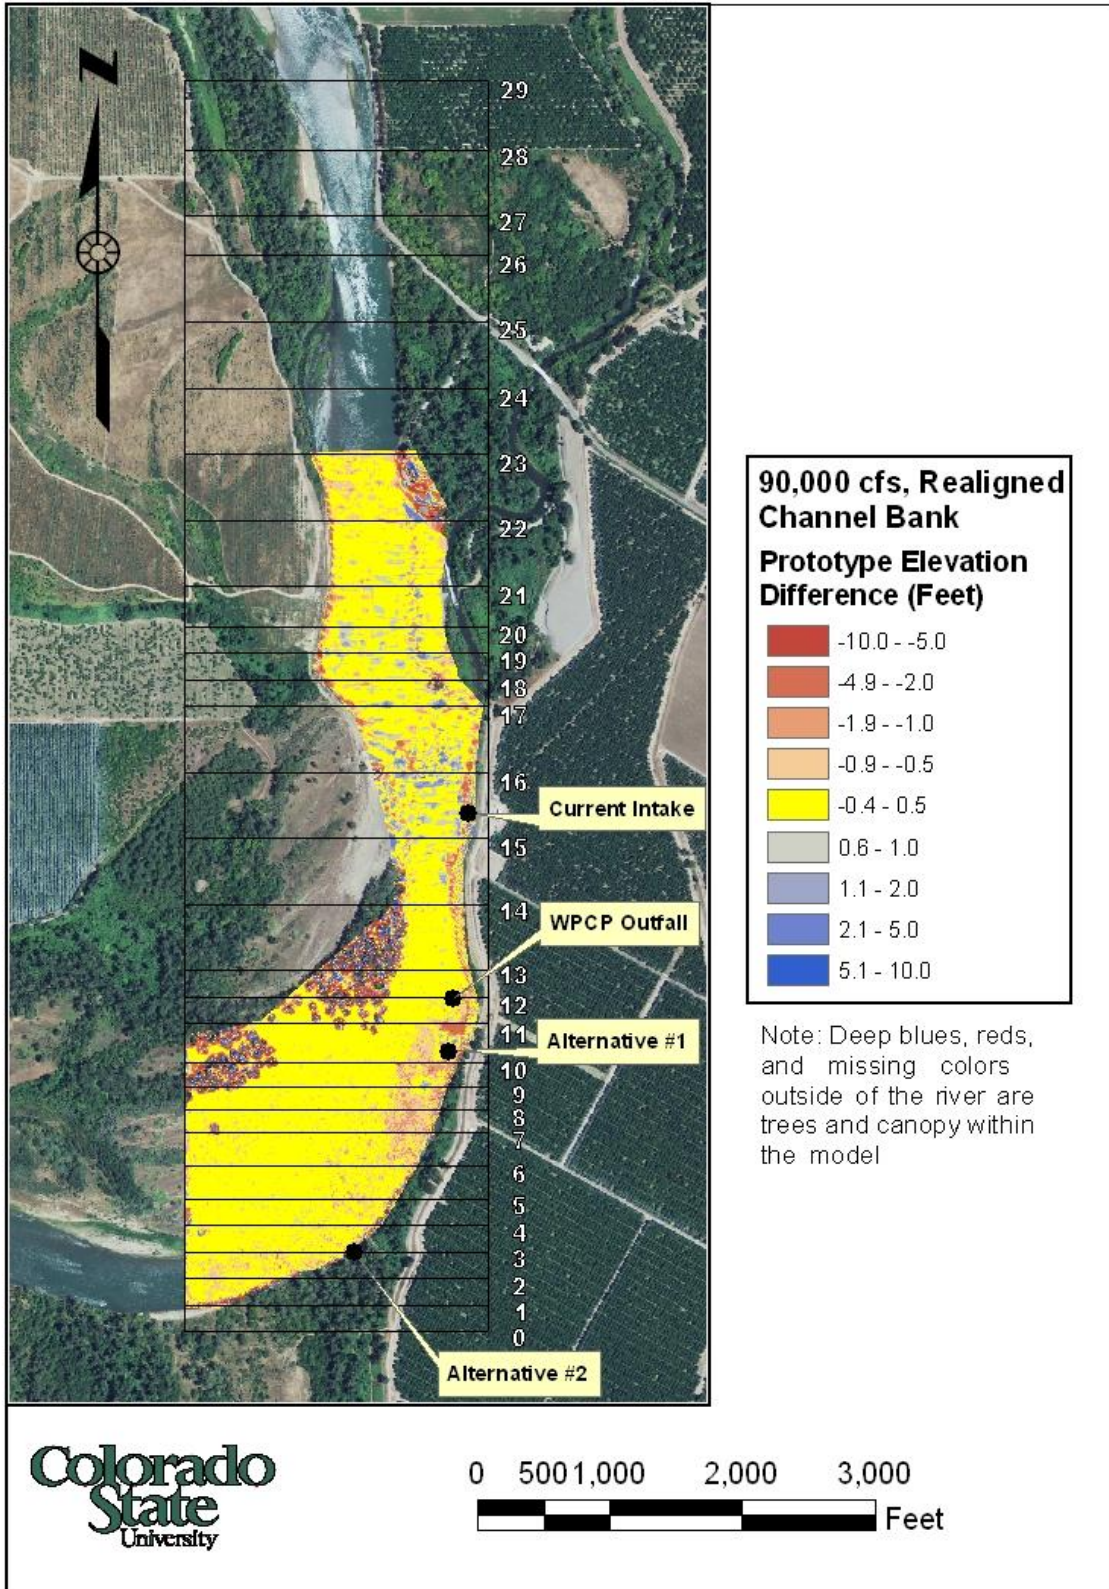 N
29
28
27
26
25
24
23
22
21
20
19
18
17
16
Current Intake
15
14
WPCP Outfall
13
12
11
Alternative #1
10
9
8
7
6
5
4
3
2
1
0
Alternative #2
90,000 cfs, Realigned
Channel Bank
Prototype Elevation
Difference (Feet)
-10.0 - -5.0
-4.9 - -2.0
-1.9 - -1.0
-0.9 - -0.5
-0.4 - 0.5
0.6 - 1.0
1.1 - 2.0
2.1 - 5.0
5.1 - 10.0
Note: Deep blues, reds,
and missing colors
outside of the river are
trees and canopy within
the model
Colorado
State
University
0 500 1,000 2,000 3,000
Feet